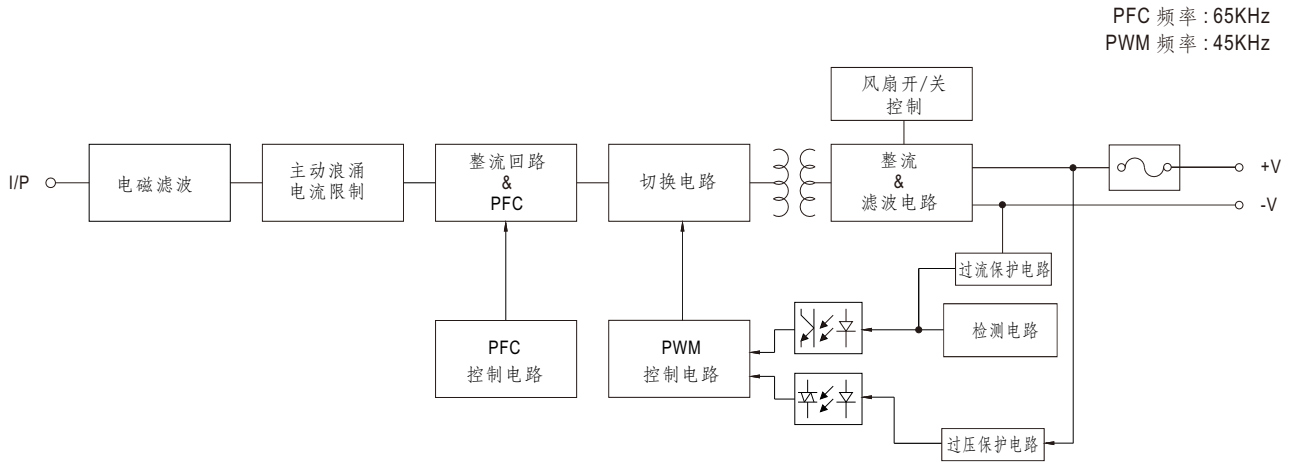 PFC 频率 : 65KHz
PWM 频率 : 45KHz
风扇开/关
控制
I/P
电磁滤波
主动浪涌
电流限制
整流回路
&
PFC
切换电路
整流
&
滤波电路
+V
-V
过流保护电路
检测电路
PFC
控制电路
PWM
控制电路
过压保护电路